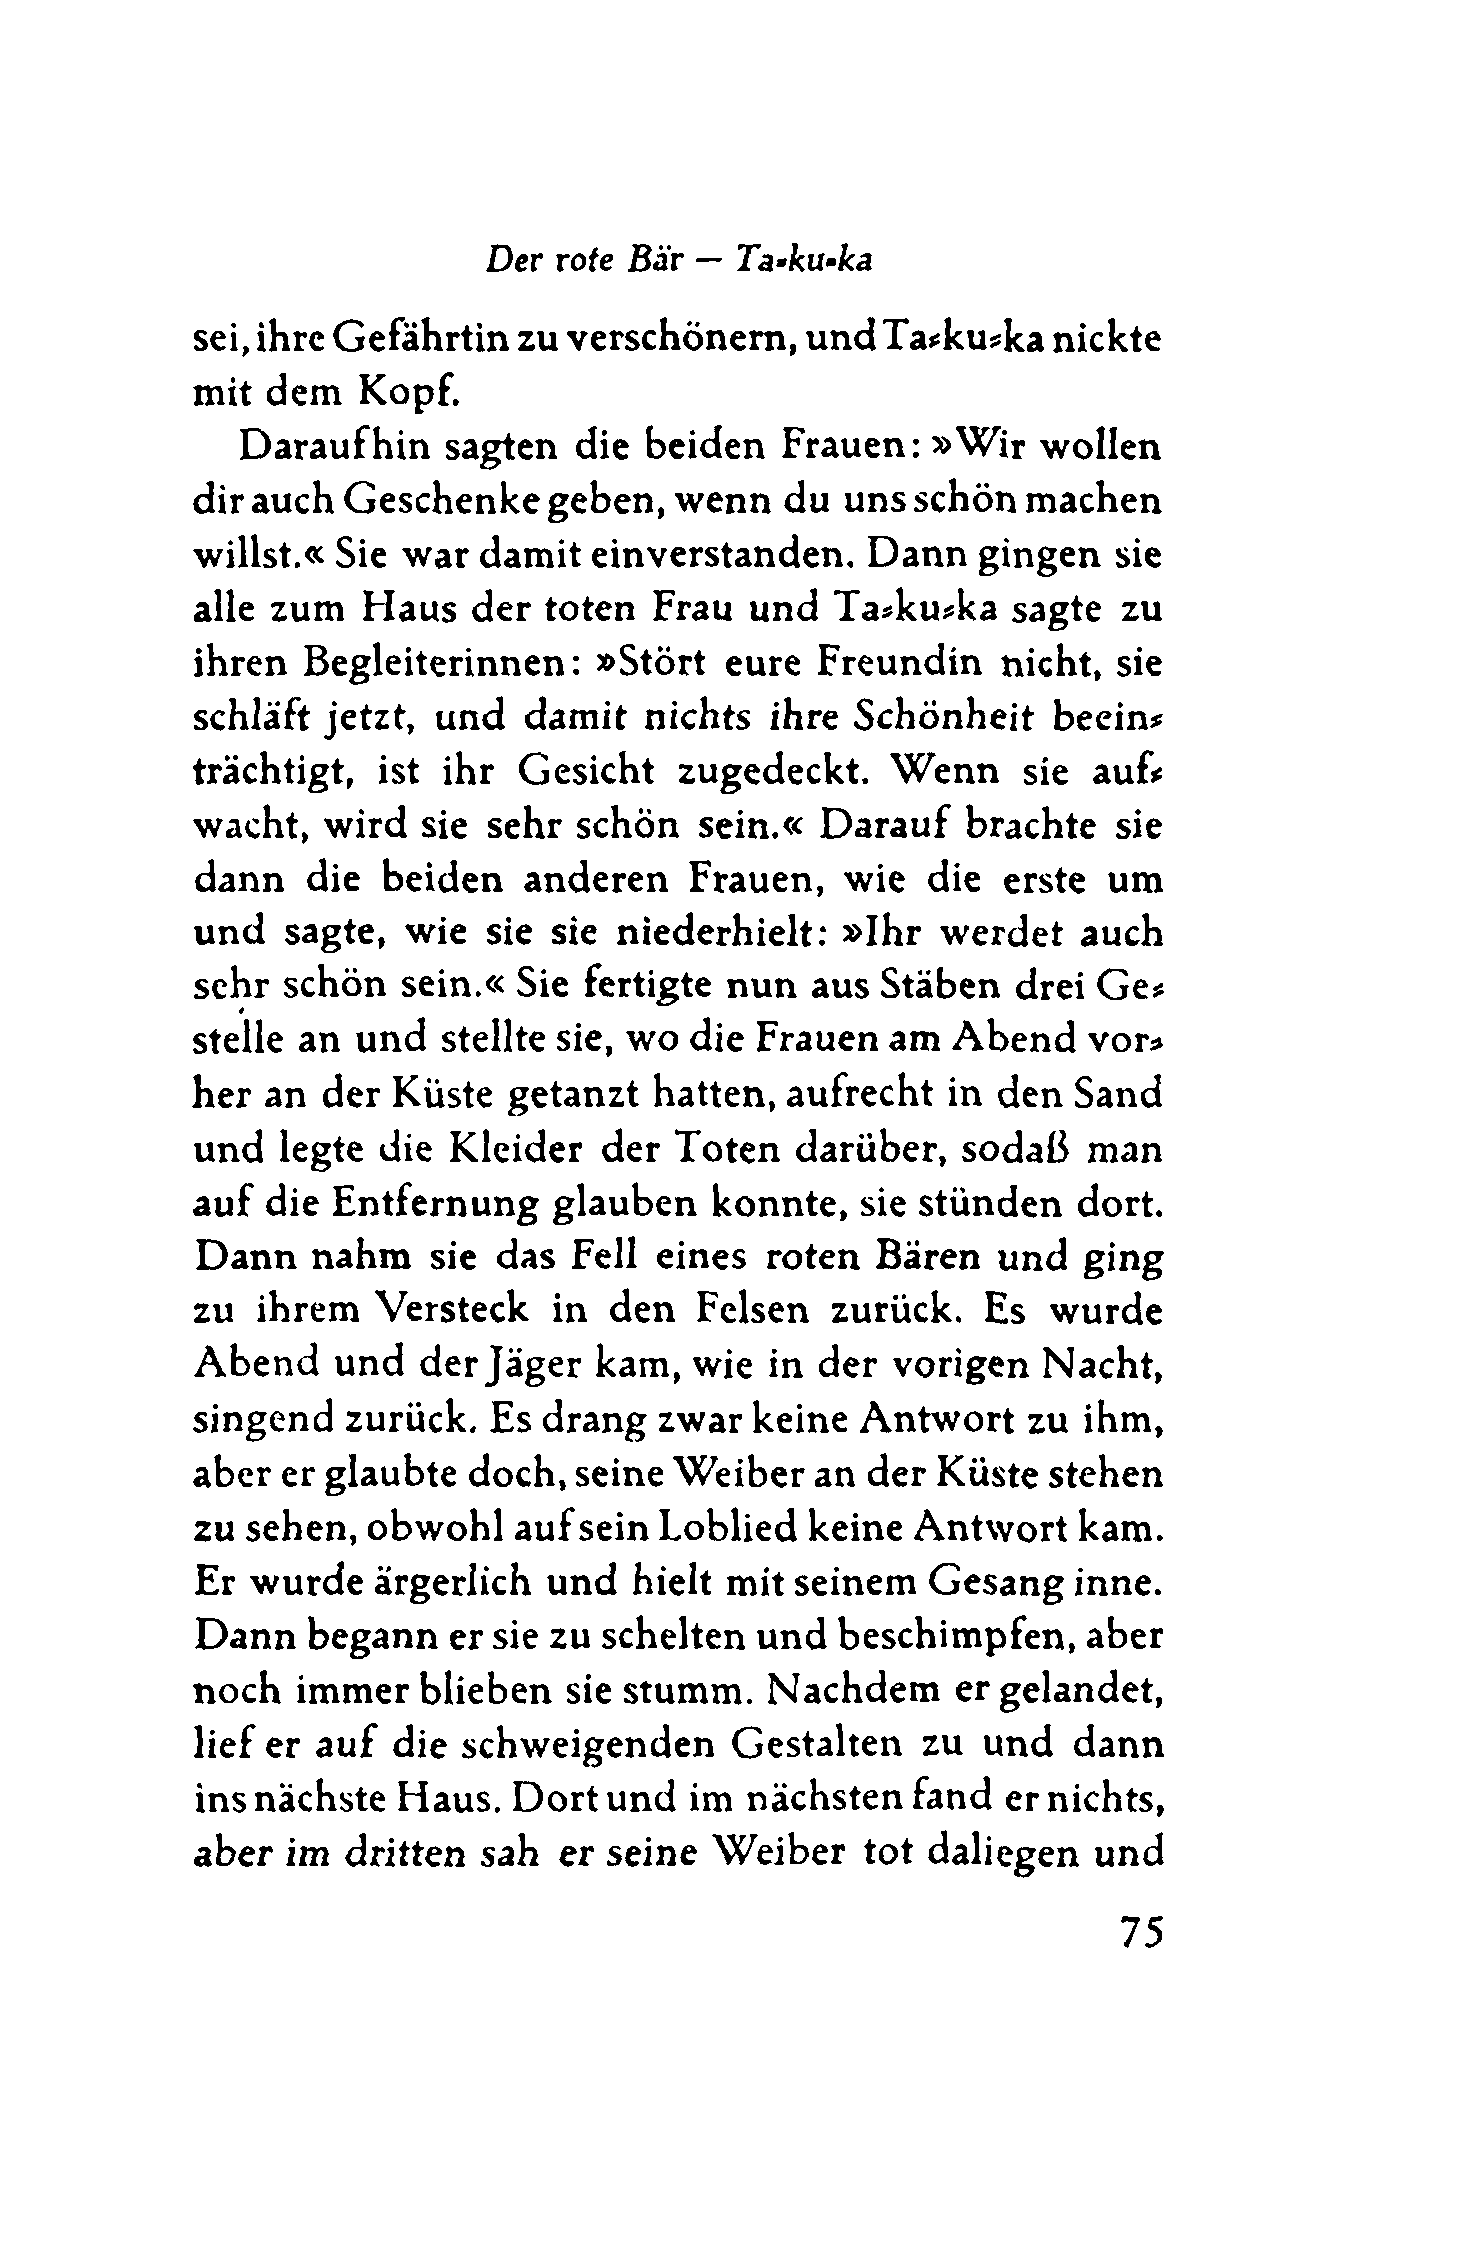 Der rote Bär – Ta-ku-ka
sei, ihre Gefährtin zu verschönern, und Ta-ku-ka nickte
mit dem Kopf.
Daraufhin sagten die beiden Frauen: »Wir wollen
dir auch Geschenke geben, wenn du uns schön machen
willst.« Sie war damit einverstanden. Dann gingen sie
alle zum Haus der toten Frau und Ta-ku-ka sagte zu
ihren Begleiterinnen: »Stört eure Freundin nicht, sie
schläft jetzt, und damit nichts ihre Schönheit beein-
trächtigt, ist ihr Gesicht zugedeckt. Wenn sie auf-
wacht, wird sie sehr schön sein.« Darauf brachte sie
dann die beiden anderen Frauen, wie die erste um
und sagte, wie sie sie niederhielt: »Ihr werdet auch
sehr schön sein.« Sie fertigte nun aus Stäben drei Ge-
stelle an und stellte sie, wo die Frauen am Abend vor-
her an der Küste getanzt hatten, aufrecht in den Sand
und legte die Kleider der Toten darüber, sodaß man
auf die Entfernung glauben konnte, sie stünden dort.
Dann nahm sie das Fell eines roten Bären und ging
zu ihrem Versteck in den Felsen zurück. Es wurde
Abend und der Jäger kam, wie in der vorigen Nacht,
singend zurück. Es drang zwar keine Antwort zu ihm,
aber er glaubte doch, seine Weiber an der Küste stehen
zu sehen, obwohl auf sein Loblied keine Antwort kam.
Er wurde ärgerlich und hielt mit seinem Gesang inne.
Dann begann er sie zu schelten und beschimpfen, aber
noch immer blieben sie stumm. Nachdem er gelandet,
lief er auf die schweigenden Gestalten zu und dann
ins nächste Haus. Dort und im nächsten fand er nichts,
aber im dritten sah er seine Weiber tot daliegen und
75